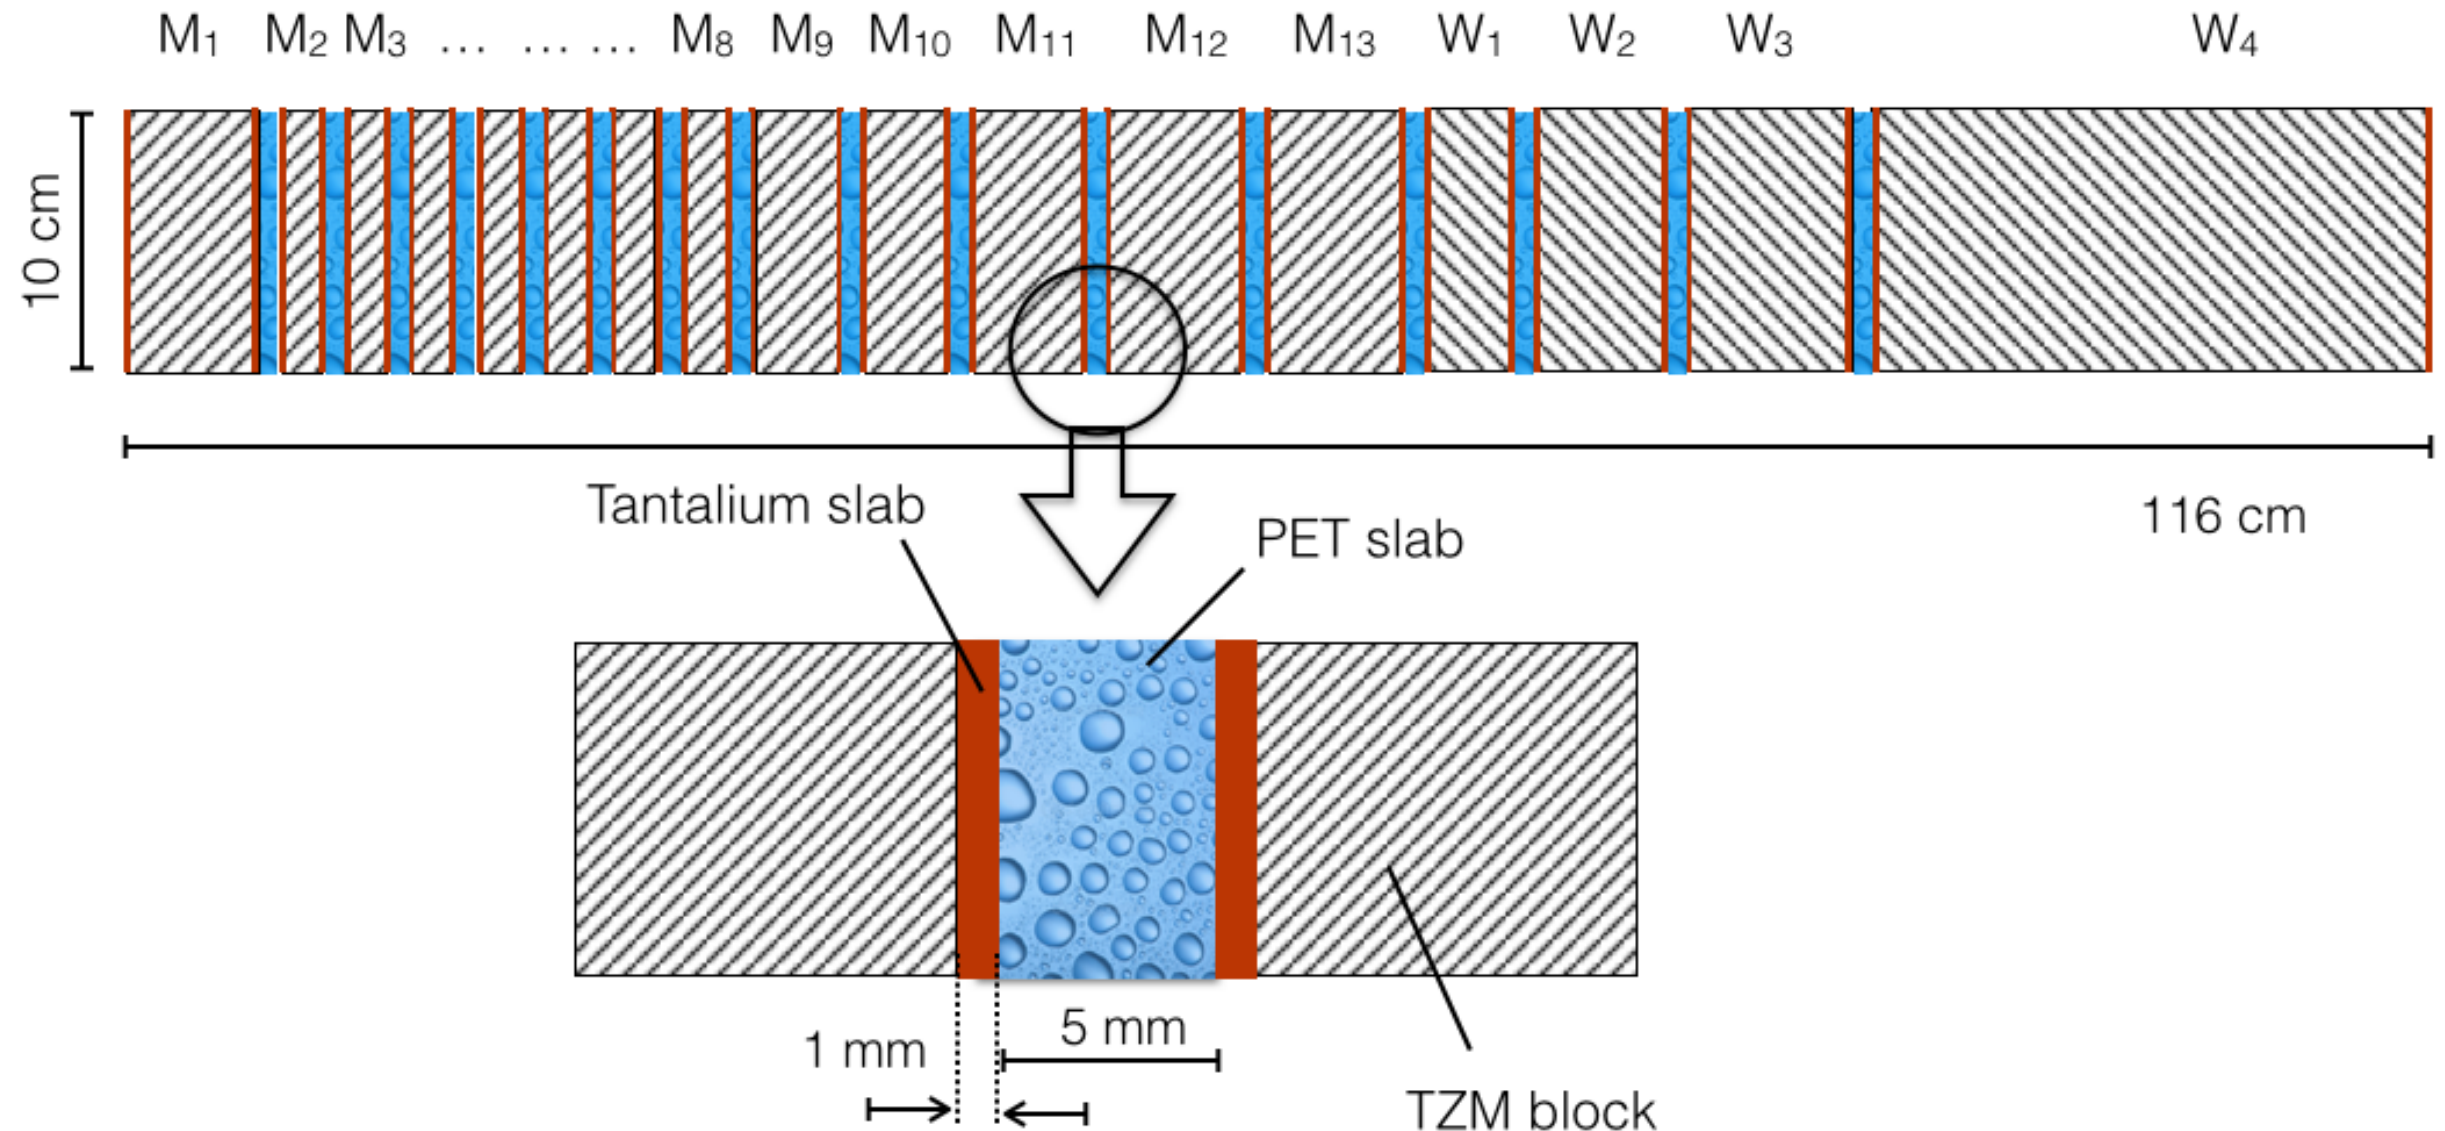 M1 M2 M3 ... ... ... M8 M9 M10 M11 M12 M13 W1 W2 W3 W4
10 cm
116 cm
Tantalium slab
PET slab
5 mm
1 mm
TZM block